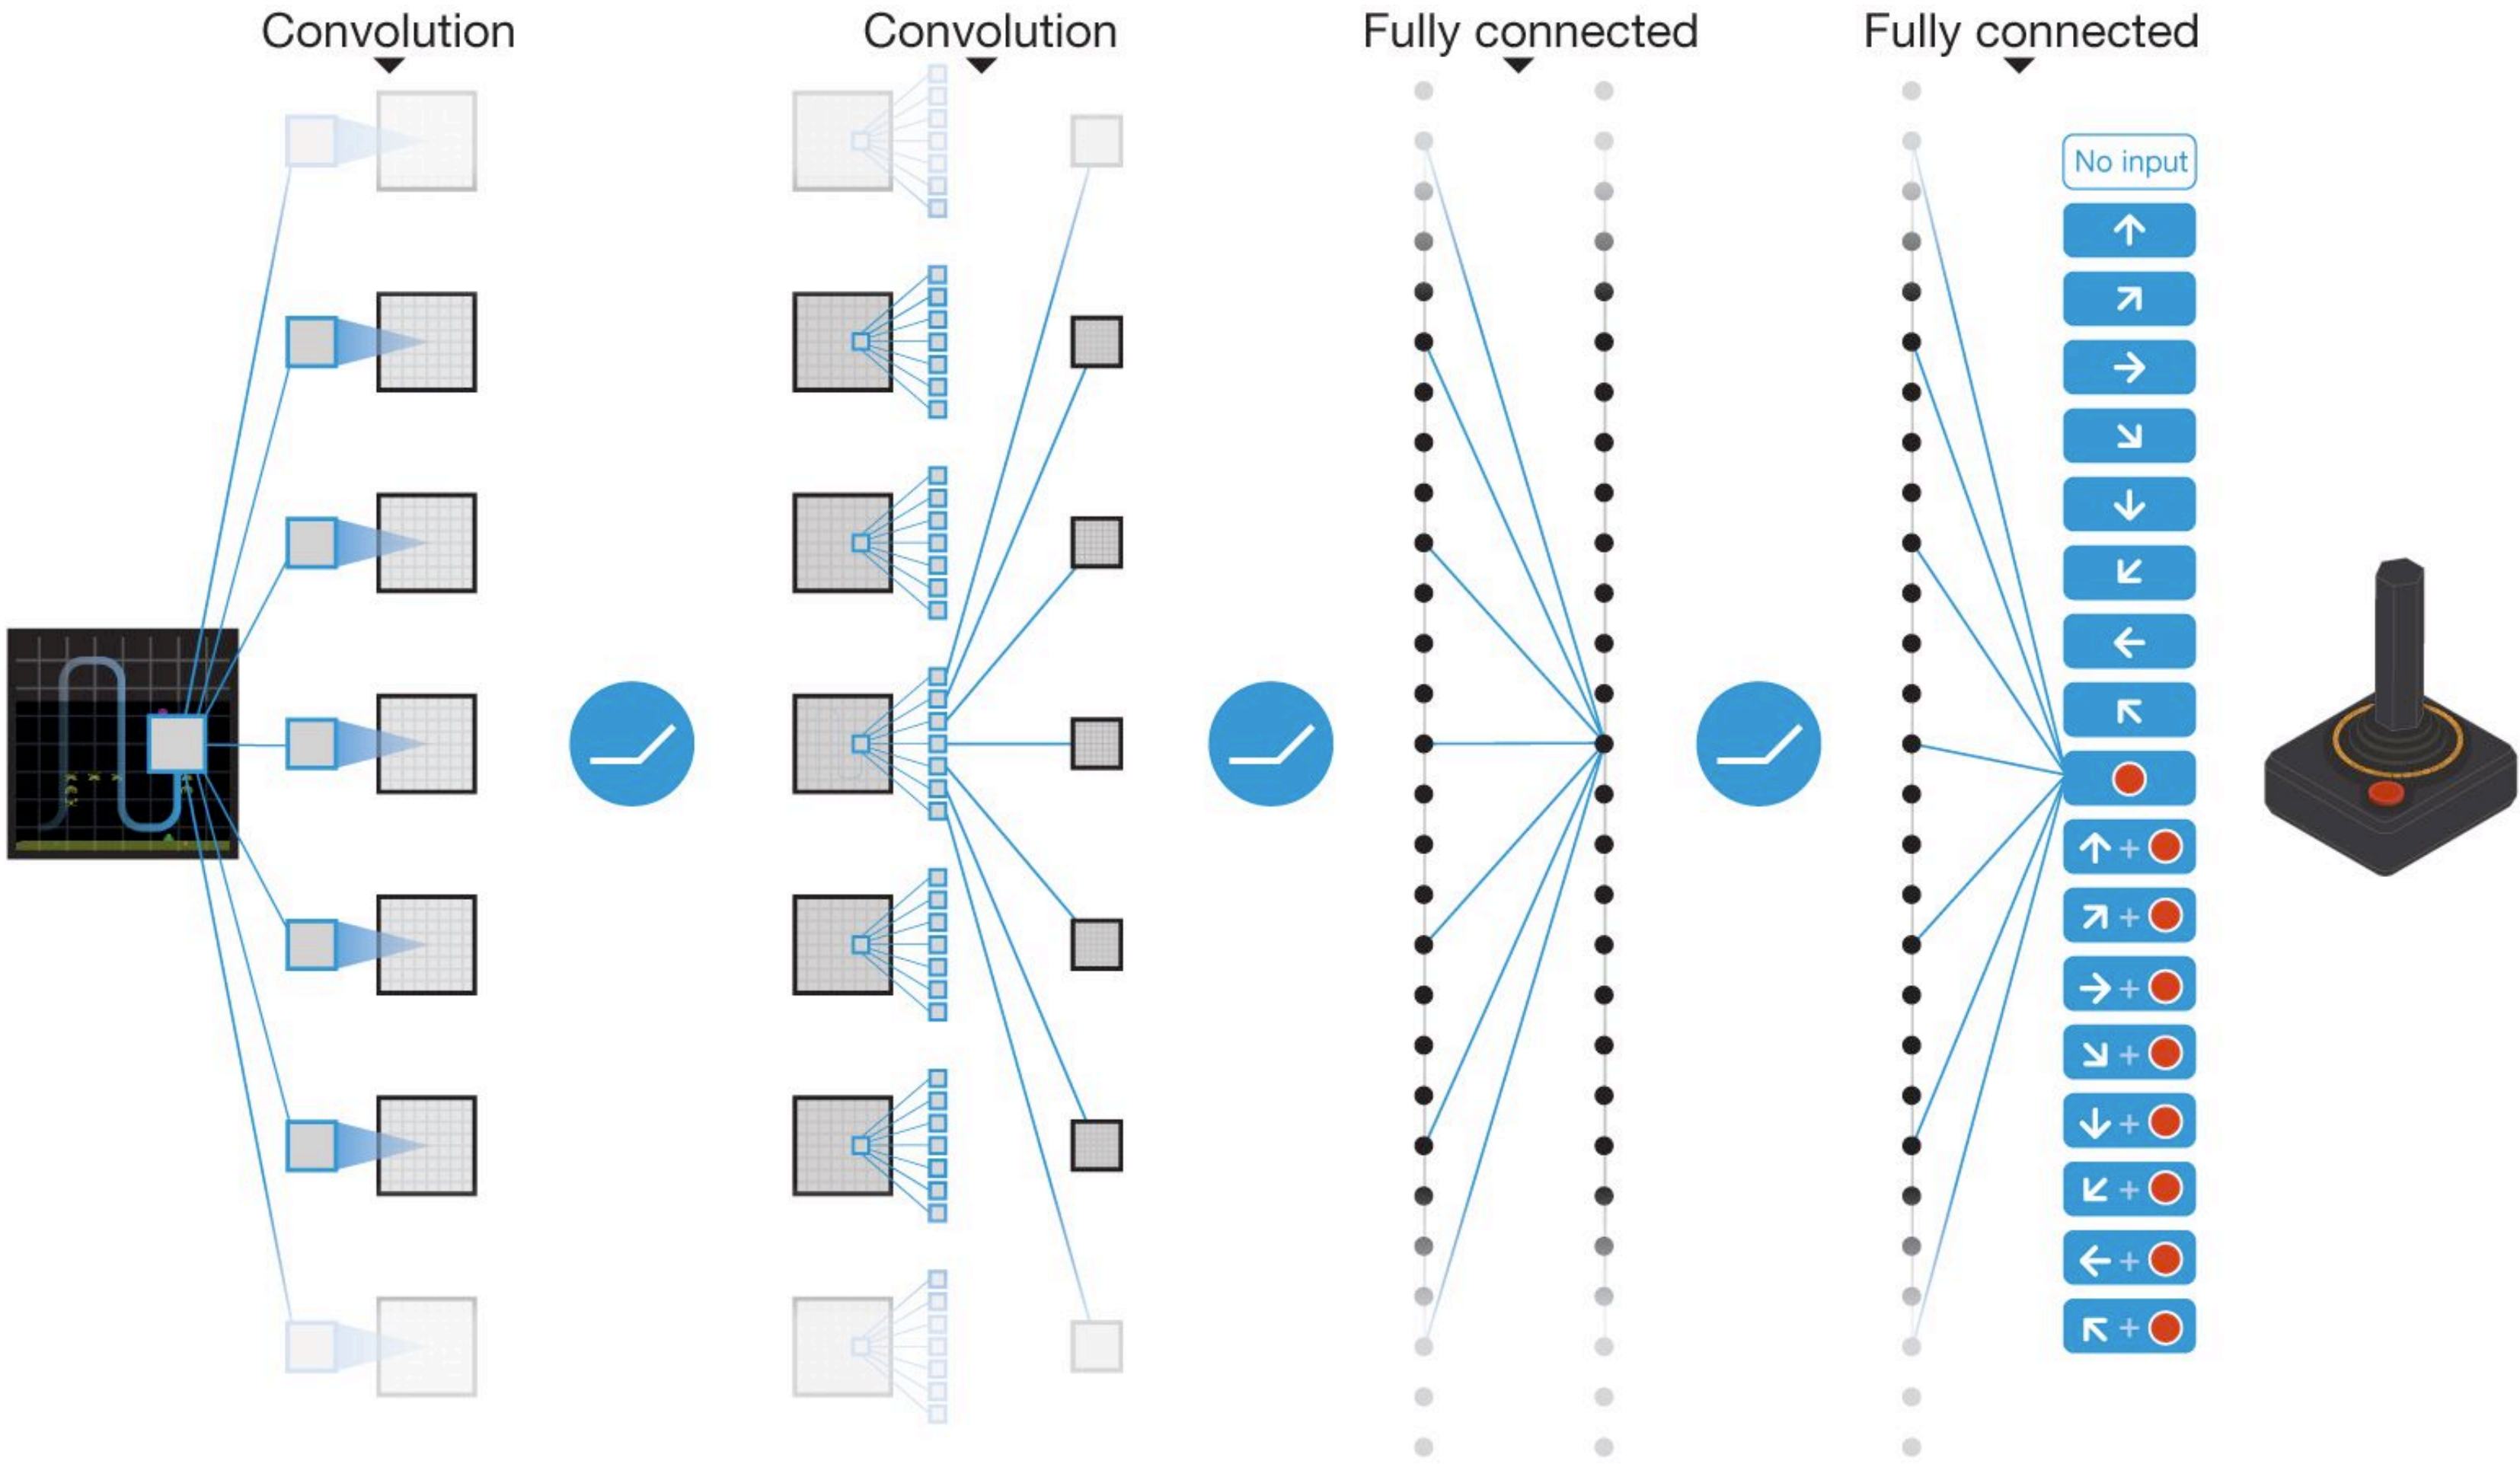 Convolution
Convolution
Fully connected
Fully connected
No input
+
+
+
+
+
+
+
+